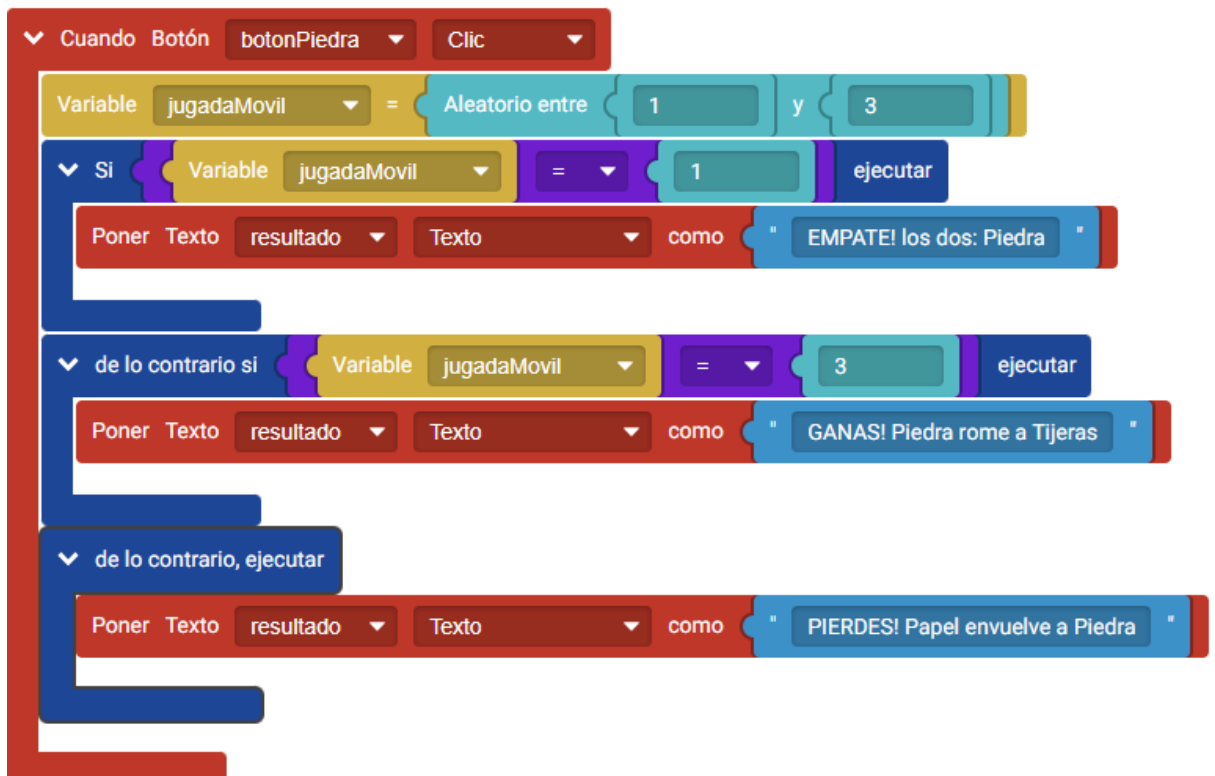 Cuando Botón botonPiedra Clic
Variable jugadaMovil = Aleatorio entre 1 y 3
Si Variable jugadaMovil = 1 ejecutar
Poner Texto resultado Texto como " EMPATE! los dos: Piedra "
de lo contrario si Variable jugadaMovil = 3 ejecutar
Poner Texto resultado Texto como " GANAS! Piedra rome a Tijeras "
de lo contrario, ejecutar
Poner Texto resultado Texto como " PIERDES! Papel envuelve a Piedra "